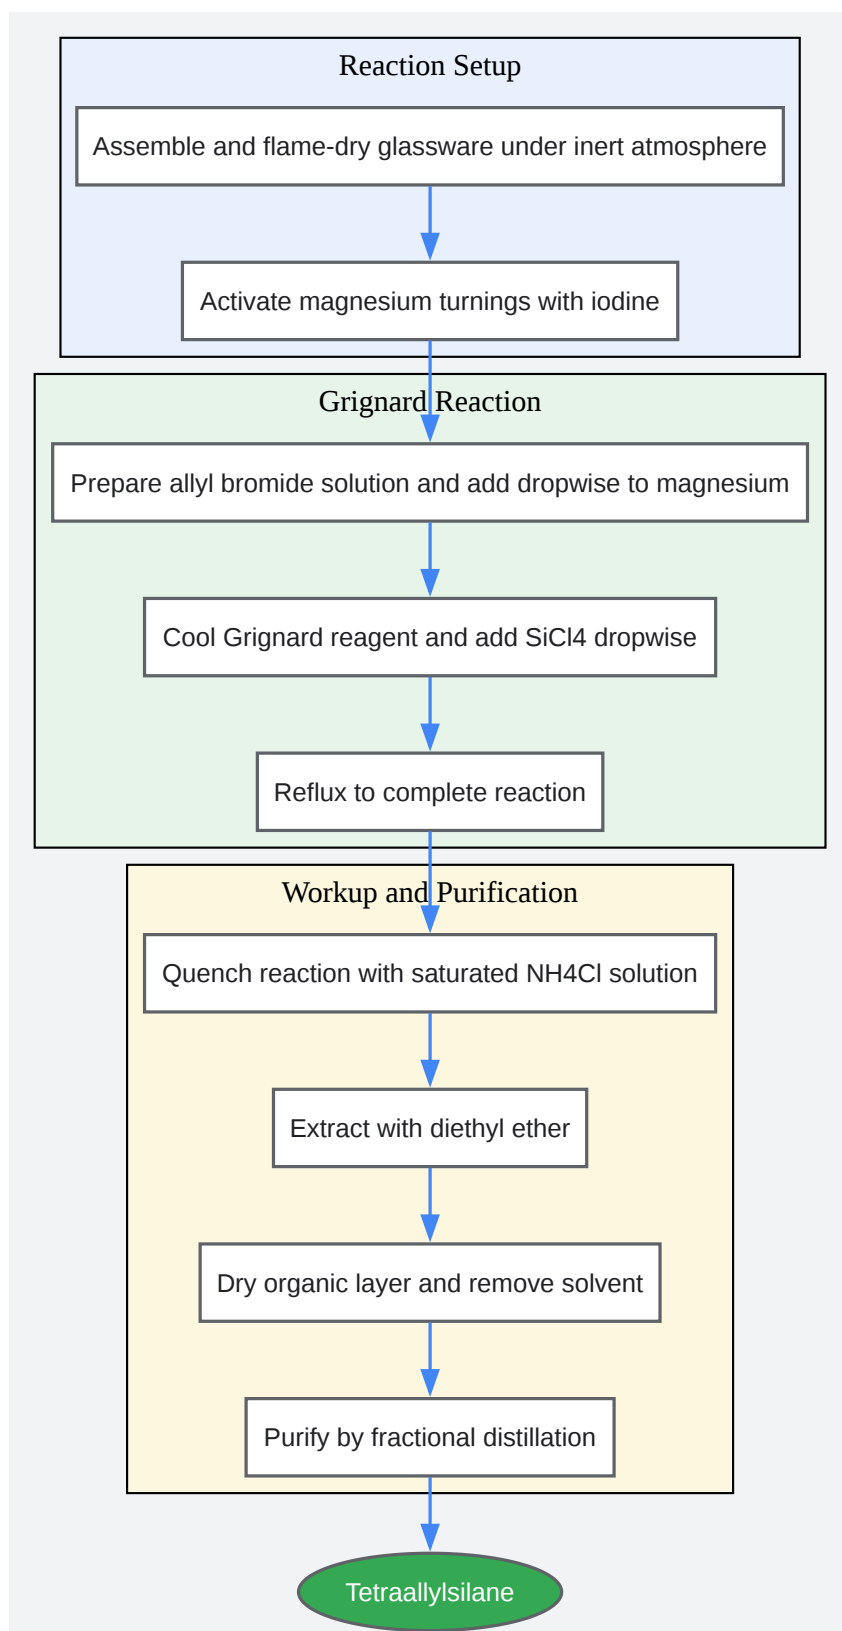 Reaction Setup
Assemble and flame-dry glassware under inert atmosphere
Activate magnesium turnings with iodine
Grignard Reaction
Prepare allyl bromide solution and add dropwise to magnesium
Cool Grignard reagent and add SiCl4 dropwise
Reflux to complete reaction
Workup and Purification
Quench reaction with saturated NH4Cl solution
Extract with diethyl ether
Dry organic layer and remove solvent
Purify by fractional distillation
Tetraallylsilane